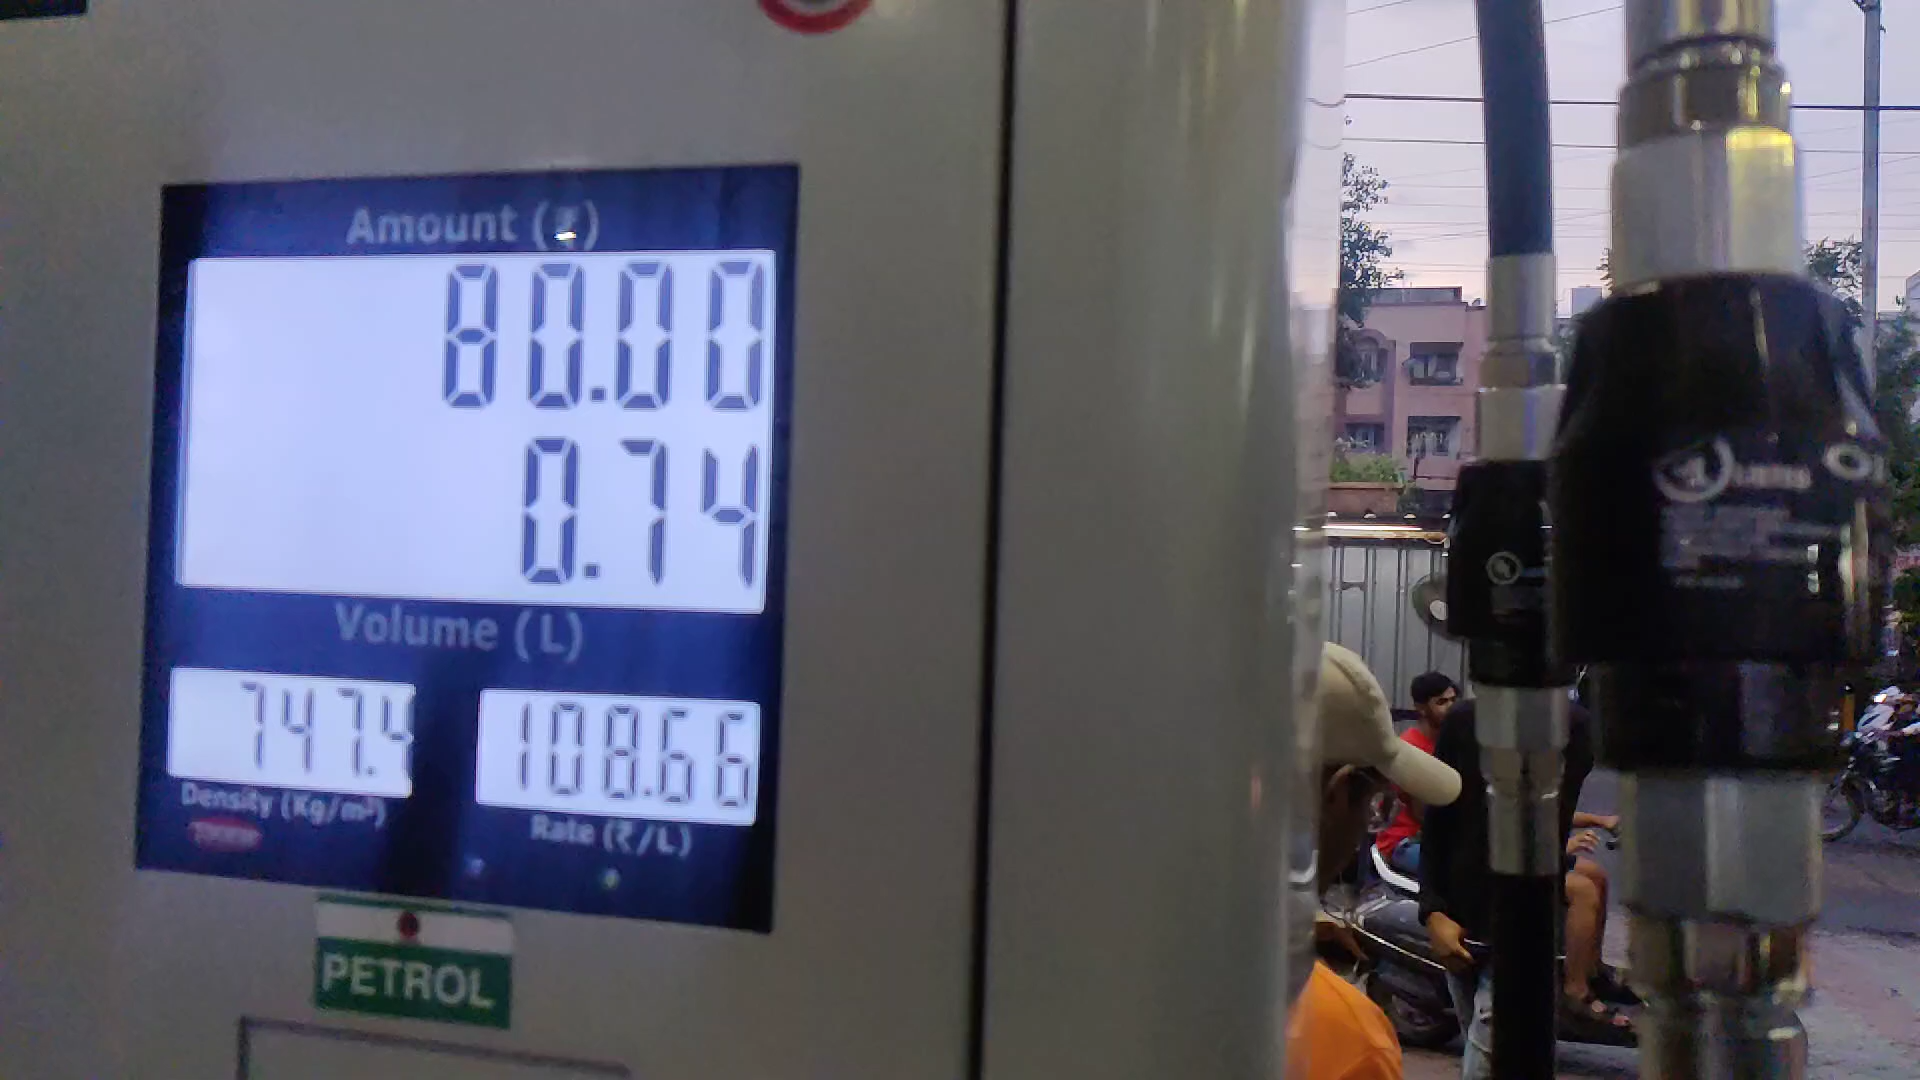 Amount (₹)
80.00
0.74
Volume (L)
747.4
108.66
Density (Kg/m³)
Rate (₹/L)
PETROL